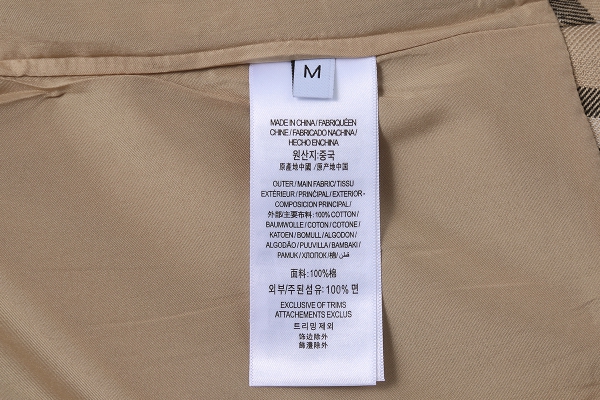 M
MADE IN CHINA / FABRIQUÉEN
CHINE / FABRICADO NACHINA /
HECHO ENCHINA
원산지:중국
原產地中國 / 原产地中国
OUTER / MAIN FABRIC/ TISSU
EXTÉRIEUR / PRINCIPAL / EXTERIOR-
COMPOSICION PRINCIPAL /
外部/主要布料 : 100% COTTON /
BAUMWOLLE / COTON / COTONE /
KATOEN / BOMULL / ALGODON /
ALGODÃO / PUUVILLA / BAMBAKI /
PAMUK / ХЛОПОК / 棉 / قطن /
面料:100%棉
외부/주된섬유: 100% 면
EXCLUSIVE OF TRIMS
ATTACHEMENTS EXCLUS
트리밍 제외
饰边除外
飾邊除外